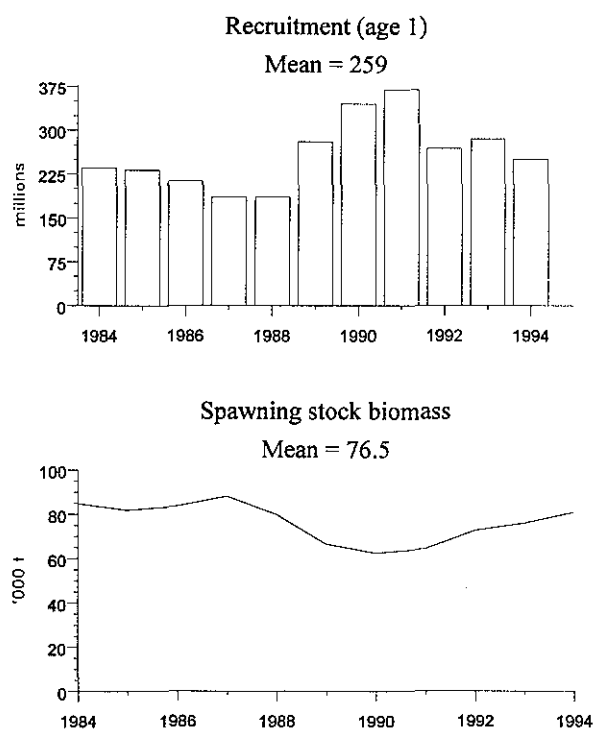 Recruitment (age 1)
Mean = 259
375
300
225
150
75
0
millions
1984 1986 1988 1990 1992 1994
Spawning stock biomass
Mean = 76.5
100
80
60
40
20
0
'000 t
1984 1986 1988 1990 1992 1994